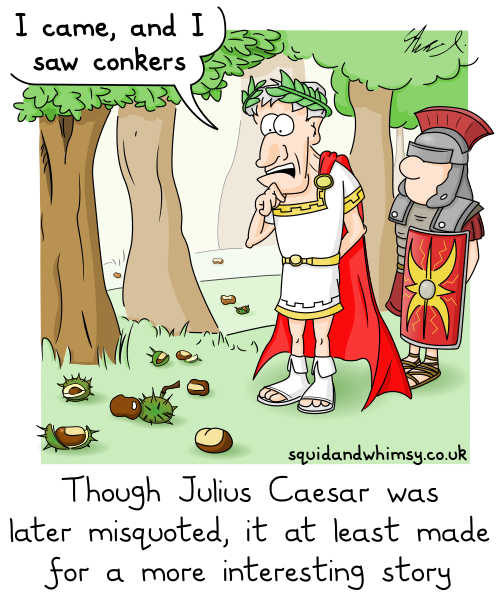 I came, and I
saw conkers
squidandwhimsy.co.uk
Though Julius Caesar was
later misquoted, it at least made
for a more interesting story